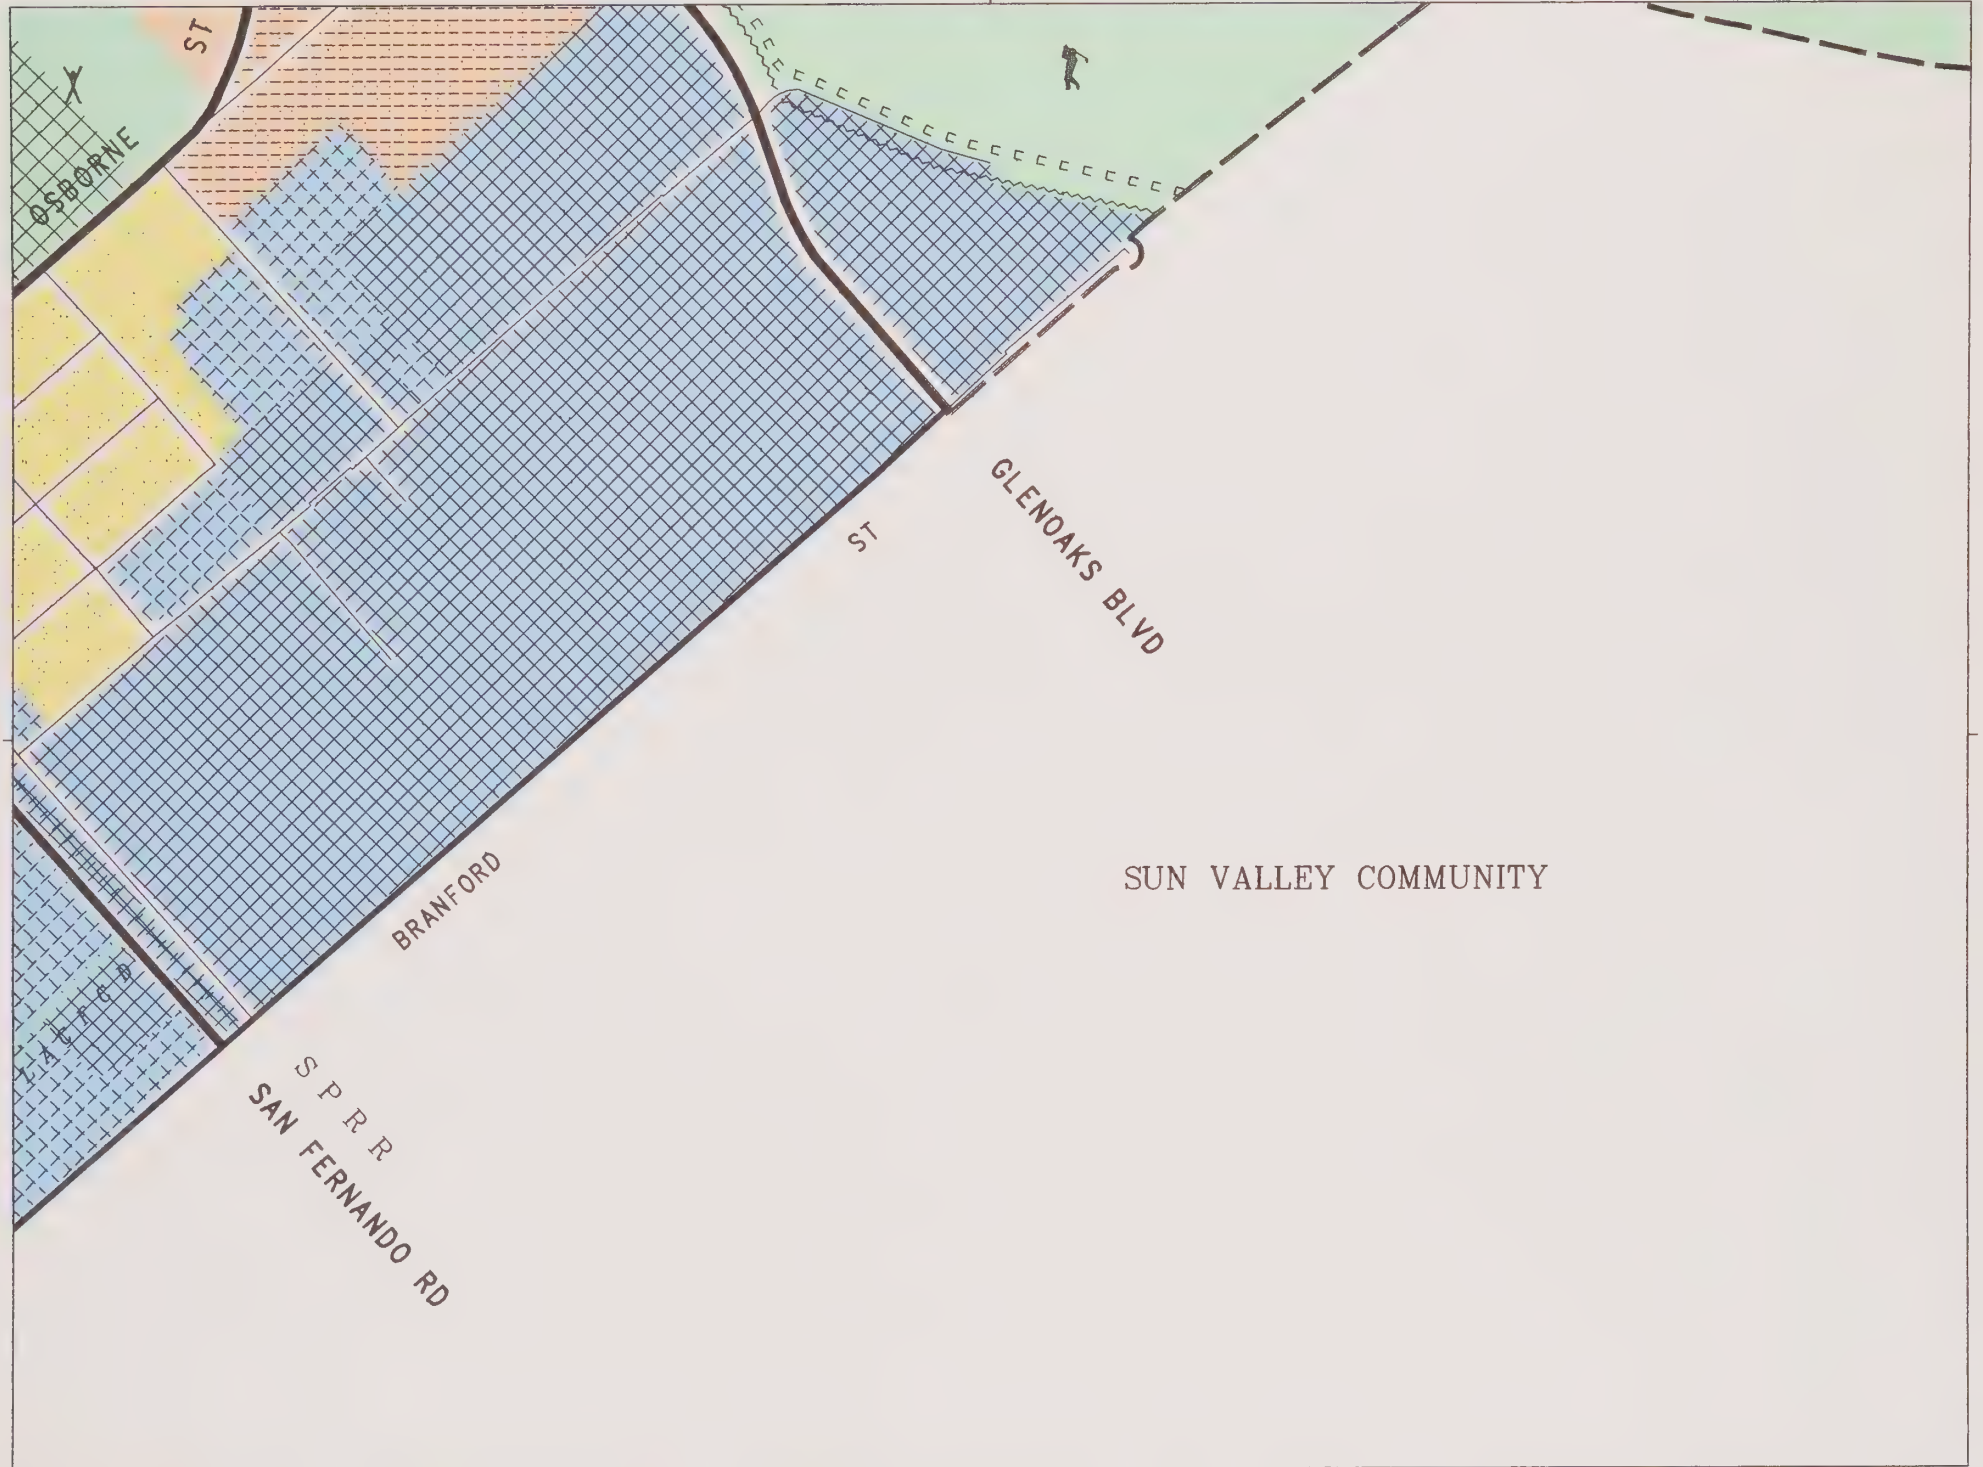 ST
OSBORNE
GLENOAKS BLVD
ST
BRANFORD
SUN VALLEY COMMUNITY
S P R R
SAN FERNANDO RD